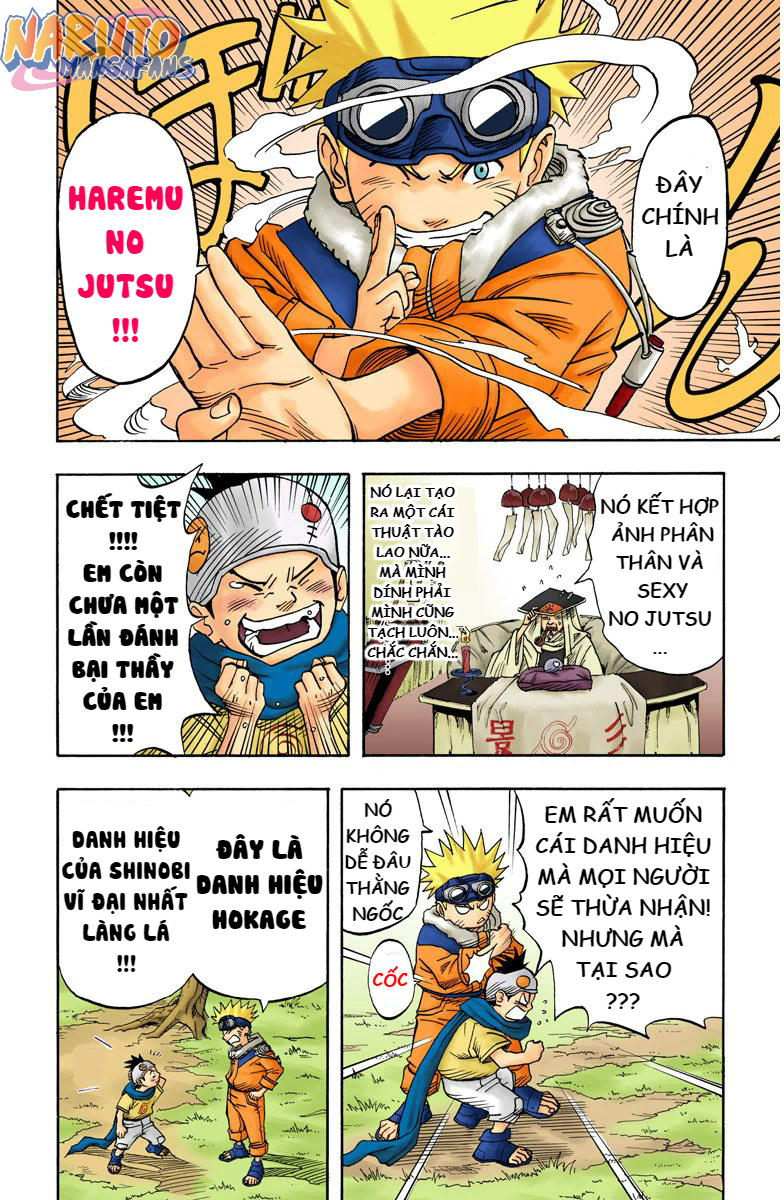 NARUTO
MANGAFANS
ĐÂY
CHÍNH
LÀ
HAREMU
NO
JUTSU
!!!
ぼ
ん
NÓ KẾT HỢP
ẢNH PHÂN
THÂN VÀ
SEXY
NO JUTSU
...
NÓ LẠI TẠO
RA MỘT CÁI
THUẬT TÀO
LAO NỮA...
MÀ MÌNH
DÍNH PHẢI
MÌNH CŨNG
TẠCH LUÔN...
CHẮC CHẮN...
...
景
CHẾT TIỆT
!!!!
EM CÒN
CHƯA MỘT
LẦN ĐÁNH
BẠI THẦY
CỦA EM
!!!
EM RẤT MUỐN
CÁI DANH HIỆU
MÀ MỌI NGƯỜI
SẼ THỪA NHẬN!
NHƯNG MÀ
TẠI SAO
???
NÓ
KHÔNG
DỄ ĐÂU
THẰNG
NGỐC
CỐC
ĐÂY LÀ
DANH HIỆU
HOKAGE
DANH HIỆU
CỦA SHINOBI
VĨ ĐẠI NHẤT
LÀNG LÁ
!!!